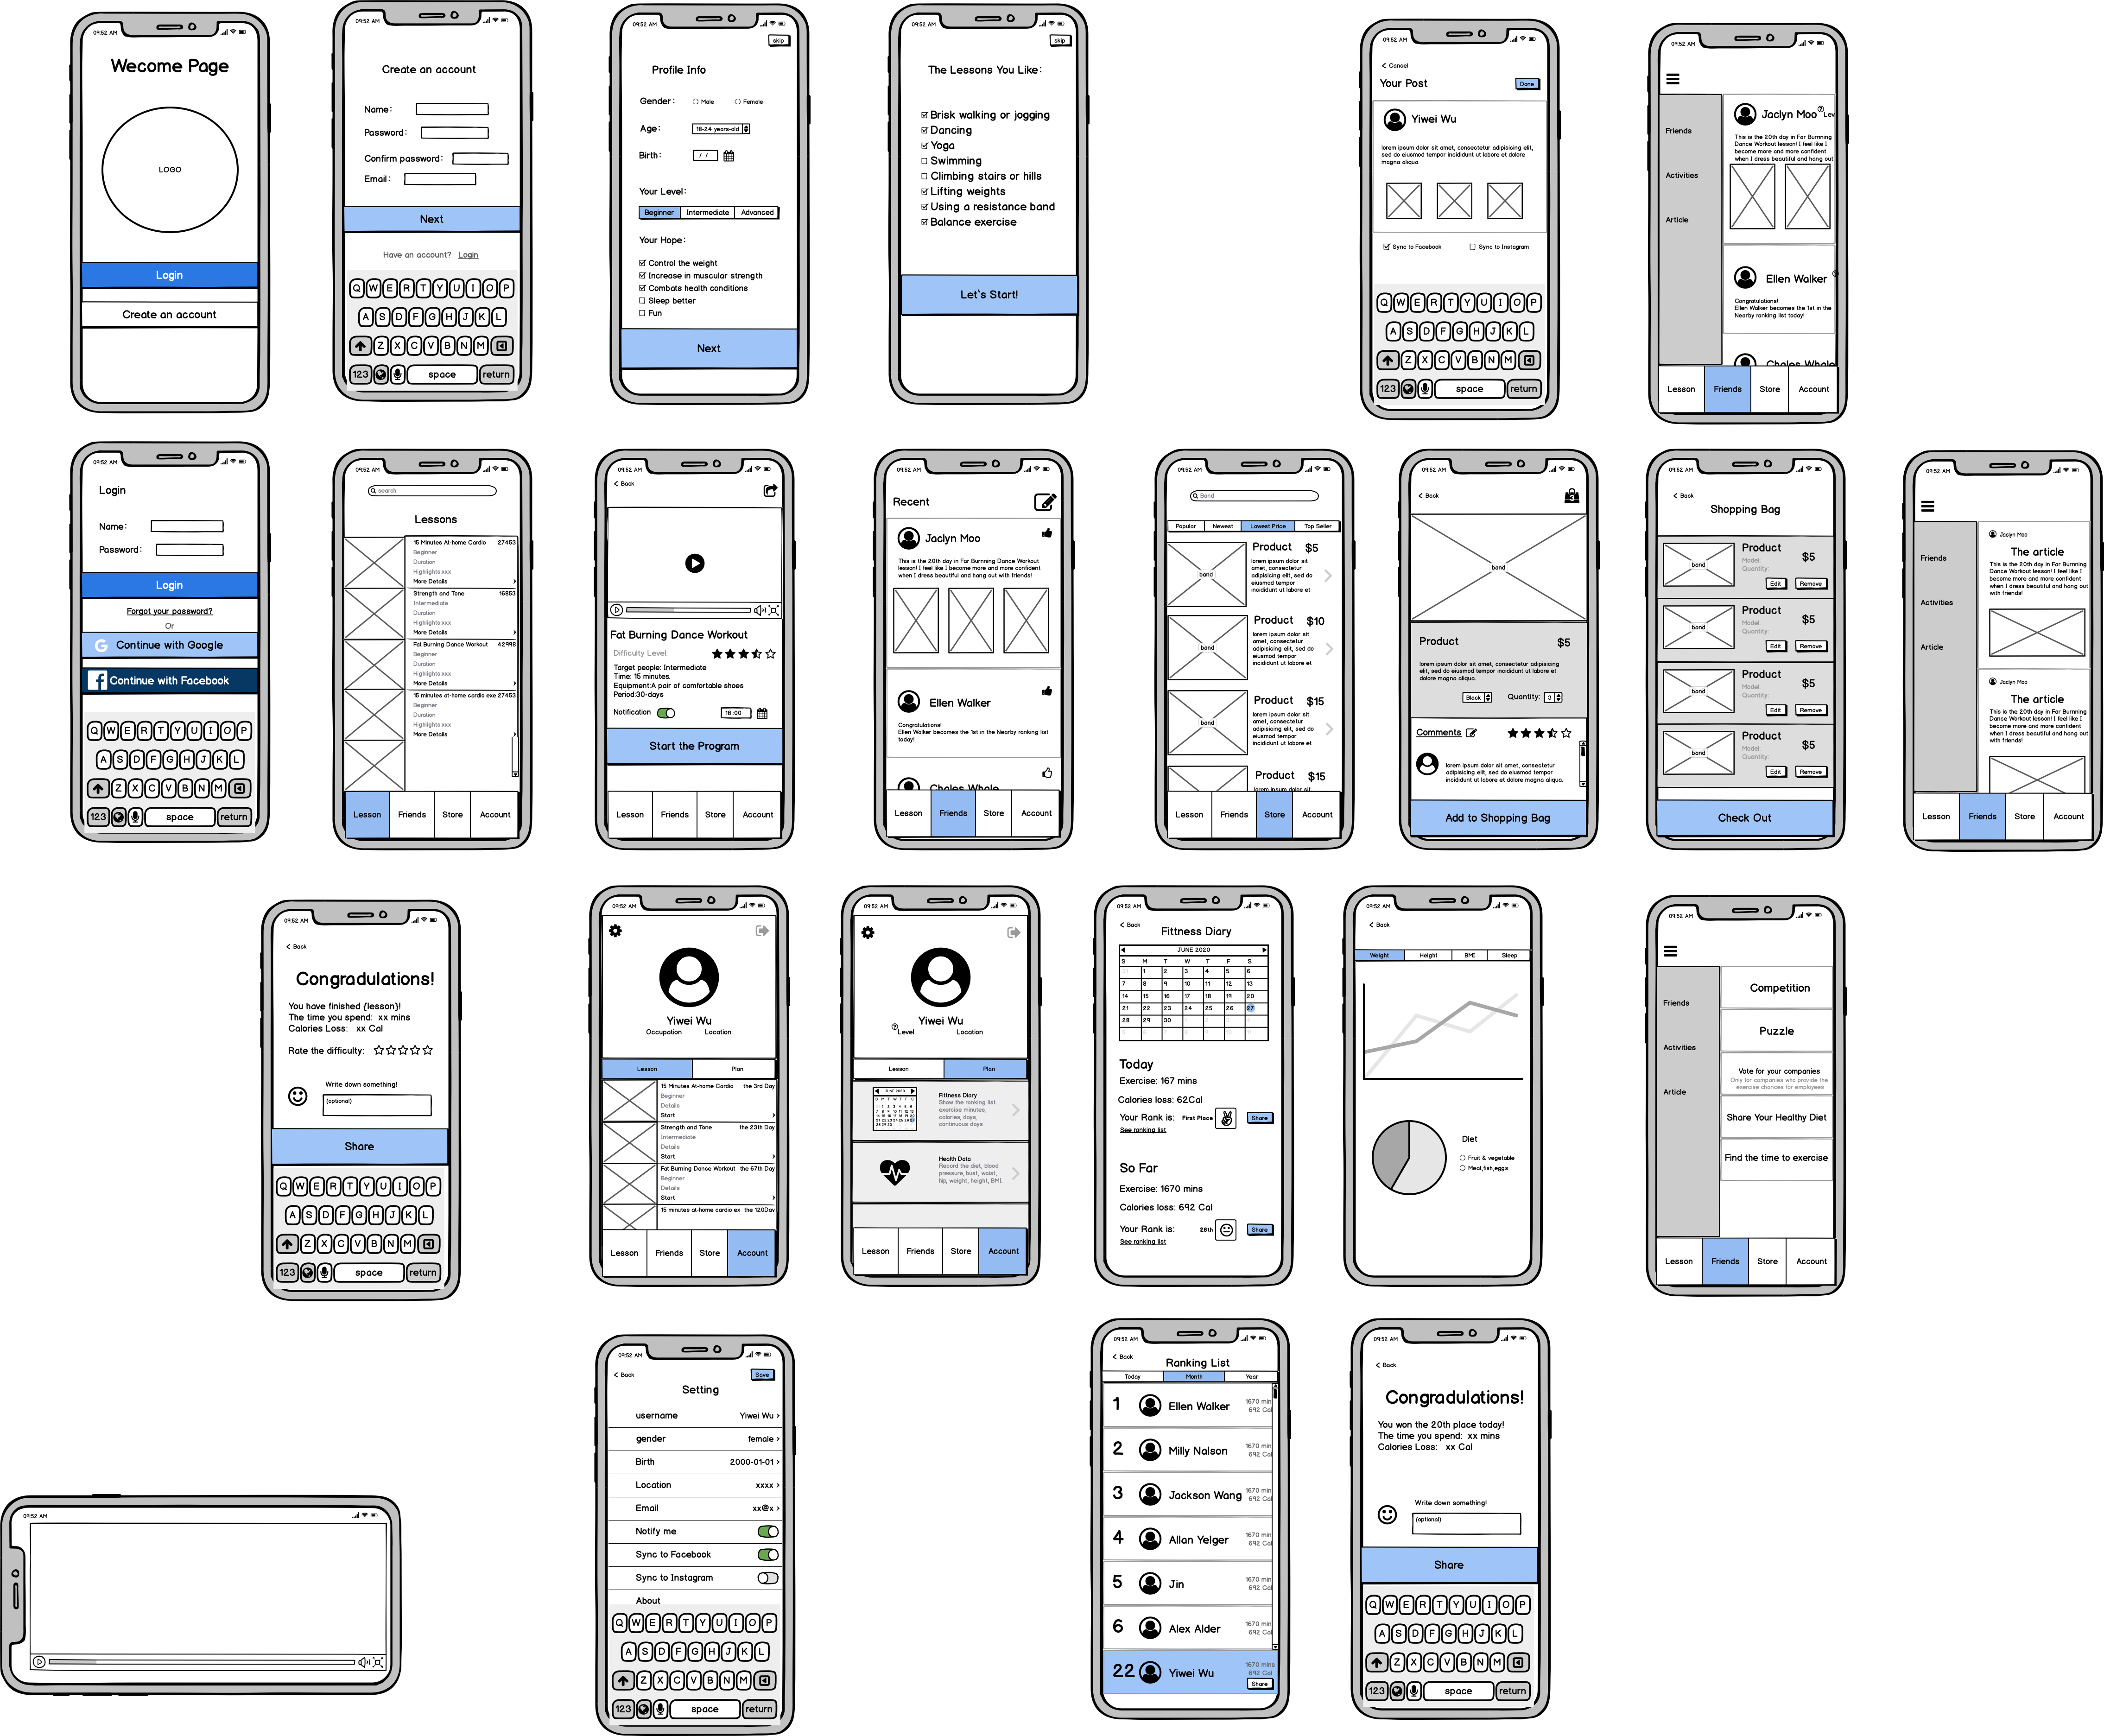 09:52 AM
Wecome Page
LOGO
Login
Create an account
09:52 AM
Create an account
Name:
Password:
Confirm password:
Email:
Next
Have an account? Login
Q W E R T Y U I O P
A S D F G H J K L
Z X C V B N M
123 space return
09:52 AM
skip
Profile Info
Gender: Male Female
Age: 18-24 years-old
Birth: / /
Your Level:
Beginner Intermediate Advanced
Your Hope:
Control the weight
Increase in muscular strength
Combats health conditions
Sleep better
Fun
Next
09:52 AM
skip
The Lessons You Like:
Brisk walking or jogging
Dancing
Yoga
Swimming
Climbing stairs or hills
Lifting weights
Using a resistance band
Balance exercise
Let's Start!
09:52 AM
< Cancel
Your Post Done
Yiwei Wu
lorem ipsum dolor sit amet, consectetur adipisicing elit,
sed do eiusmod tempor incididunt ut labore et dolore
magna aliqua.
Sync to Facebook Sync to Instagram
Q W E R T Y U I O P
A S D F G H J K L
Z X C V B N M
123 space return
09:52 AM
Friends
Activities
Article
Jaclyn Moo ? Lev
This is the 20th day in Far Burnning
Dance Workout lesson! I feel like I
become more and more confident
when I dress beautiful and hang out
Ellen Walker
Congratulations!
Ellen Walker becomes the 1st in the
Nearby ranking list today!
Chales Whale
Lesson Friends Store Account
09:52 AM
Login
Name:
Password:
Login
Forgot your password?
Or
G Continue with Google
f Continue with Facebook
Q W E R T Y U I O P
A S D F G H J K L
Z X C V B N M
123 space return
09:52 AM
search
Lessons
15 Minutes At-home Cardio 27453
Beginner
Duration
Highlights:xxx
More Details >
Strength and Tone 16853
Intermediate
Duration
Highlights:xxx
More Details >
Fat Burning Dance Workout 42998
Beginner
Duration
Highlights:xxx
More Details >
15 minutes at-home cardio exe 27453
Beginner
Duration
Highlights:xxx
More Details >
Lesson Friends Store Account
09:52 AM
< Back
Fat Burning Dance Workout
Difficulty Level:
Target people: Intermediate
Time: 15 minutes.
Equipment:A pair of comfortable shoes
Period:30-days
Notification 18:00
Start the Program
Lesson Friends Store Account
09:52 AM
Recent
Jaclyn Moo
This is the 20th day in Far Burnning Dance Workout
lesson! I feel like I become more and more confident
when I dress beautiful and hang out with friends!
Ellen Walker
Congratulations!
Ellen Walker becomes the 1st in the Nearby ranking list
today!
Chales Whale
Lesson Friends Store Account
09:52 AM
Band
Popular Newest Lowest Price Top Seller
band
Product $5
lorem ipsum dolor sit
amet, consectetur
adipisicing elit, sed do
eiusmod tempor
incididunt ut labore et
band
Product $10
lorem ipsum dolor sit
amet, consectetur
adipisicing elit, sed do
eiusmod tempor
incididunt ut labore et
band
Product $15
lorem ipsum dolor sit
amet, consectetur
adipisicing elit, sed do
eiusmod tempor
incididunt ut labore et
Product $15
lorem ipsum dolor sit
Lesson Friends Store Account
09:52 AM
< Back 3
band
Product $5
lorem ipsum dolor sit amet, consectetur adipisicing
elit, sed do eiusmod tempor incididunt ut labore et
dolore magna aliqua.
Black Quantity: 3
Comments
lorem ipsum dolor sit amet, consectetur
adipisicing elit, sed do eiusmod tempor
incididunt ut labore et dolore magna aliqua.
Add to Shopping Bag
09:52 AM
< Back
Shopping Bag
band
Product $5
Model:
Quantity:
Edit Remove
band
Product $5
Model:
Quantity:
Edit Remove
band
Product $5
Model:
Quantity:
Edit Remove
band
Product $5
Model:
Quantity:
Edit Remove
Check Out
09:52 AM
Friends
Activities
Article
Jaclyn Moo
The article
This is the 20th day in Far Burnning
Dance Workout lesson! I feel like I
become more and more confident
when I dress beautiful and hang out
with friends!
Jaclyn Moo
The article
This is the 20th day in Far Burnning
Dance Workout lesson! I feel like I
become more and more confident
when I dress beautiful and hang out
with friends!
Lesson Friends Store Account
09:52 AM
< Back
Congradulations!
You have finished {lesson}!
The time you spend: xx mins
Calories Loss: xx Cal
Rate the difficulty:
Write down something!
(optional)
Share
Q W E R T Y U I O P
A S D F G H J K L
Z X C V B N M
123 space return
09:52 AM
Yiwei Wu
Occupation Location
Lesson Plan
15 Minutes At-home Cardio the 3rd Day
Beginner
Details
Start >
Strength and Tone the 23th Day
Intermediate
Details
Start >
Fat Burning Dance Workout the 67th Day
Beginner
Details
Start >
15 minutes at-home cardio ex the 120Day
Lesson Friends Store Account
09:52 AM
Yiwei Wu
? Level Location
Lesson Plan
JUNE 2020
Fittness Diary
Show the ranking list.
exercise minutes,
calories, days,
continuous days
Health Data
Record the diet, blood
pressure, bust, waist,
hip, weight, height, BMI.
Lesson Friends Store Account
09:52 AM
< Back
Fittness Diary
JUNE 2020
S M T W T F S
31 1 2 3 4 5 6
7 8 9 10 11 12 13
14 15 16 17 18 19 20
21 22 23 24 25 26 27
28 29 30
Today
Exercise: 167 mins
Calories loss: 62Cal
Your Rank is: First Place Share
See ranking list
So Far
Exercise: 1670 mins
Calories loss: 692 Cal
Your Rank is: 28th Share
See ranking list
09:52 AM
< Back
Weight Height BMI Sleep
Diet
Fruit & vegetable
Meat,fish,eggs
09:52 AM
Friends
Activities
Article
Competition
Puzzle
Vote for your companies
Only for companies who provide the
exercise chances for employees
Share Your Healthy Diet
Find the time to exercise
Lesson Friends Store Account
09:52 AM
09:52 AM
< Back Save
Setting
username Yiwei Wu >
gender female >
Birth 2000-01-01 >
Location xxxx >
Email xx@x >
Notify me
Sync to Facebook
Sync to Instagram
About
Q W E R T Y U I O P
A S D F G H J K L
Z X C V B N M
123 space return
09:52 AM
< Back
Ranking List
Today Month Year
1 Ellen Walker 1670 min
692 Cal
2 Milly Nalson 1670 min
692 Cal
3 Jackson Wang 1670 min
692 Cal
4 Allan Yelger 1670 min
692 Cal
5 Jin 1670 min
692 Cal
6 Alex Alder 1670 min
692 Cal
22 Yiwei Wu 1670 mins
692 Cal
Share
09:52 AM
< Back
Congradulations!
You won the 20th place today!
The time you spend: xx mins
Calories Loss: xx Cal
Write down something!
(optional)
Share
Q W E R T Y U I O P
A S D F G H J K L
Z X C V B N M
123 space return